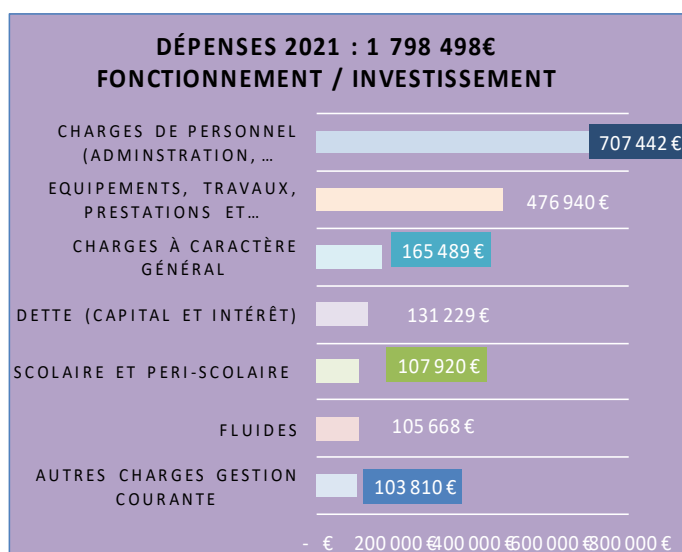 DÉPENSES 2021 : 1 798 498€
FONCTIONNEMENT / INVESTISSEMENT
CHARGES DE PERSONNEL
(ADMINSTRATION, …
707 442 €
EQUIPEMENTS, TRAVAUX,
PRESTATIONS ET…
476 940 €
CHARGES À CARACTÈRE
GÉNÉRAL
165 489 €
DETTE (CAPITAL ET INTÉRÊT)
131 229 €
SCOLAIRE ET PERI-SCOLAIRE
107 920 €
FLUIDES
105 668 €
AUTRES CHARGES GESTION
COURANTE
103 810 €
- € 200 000 € 400 000 € 600 000 € 800 000 €